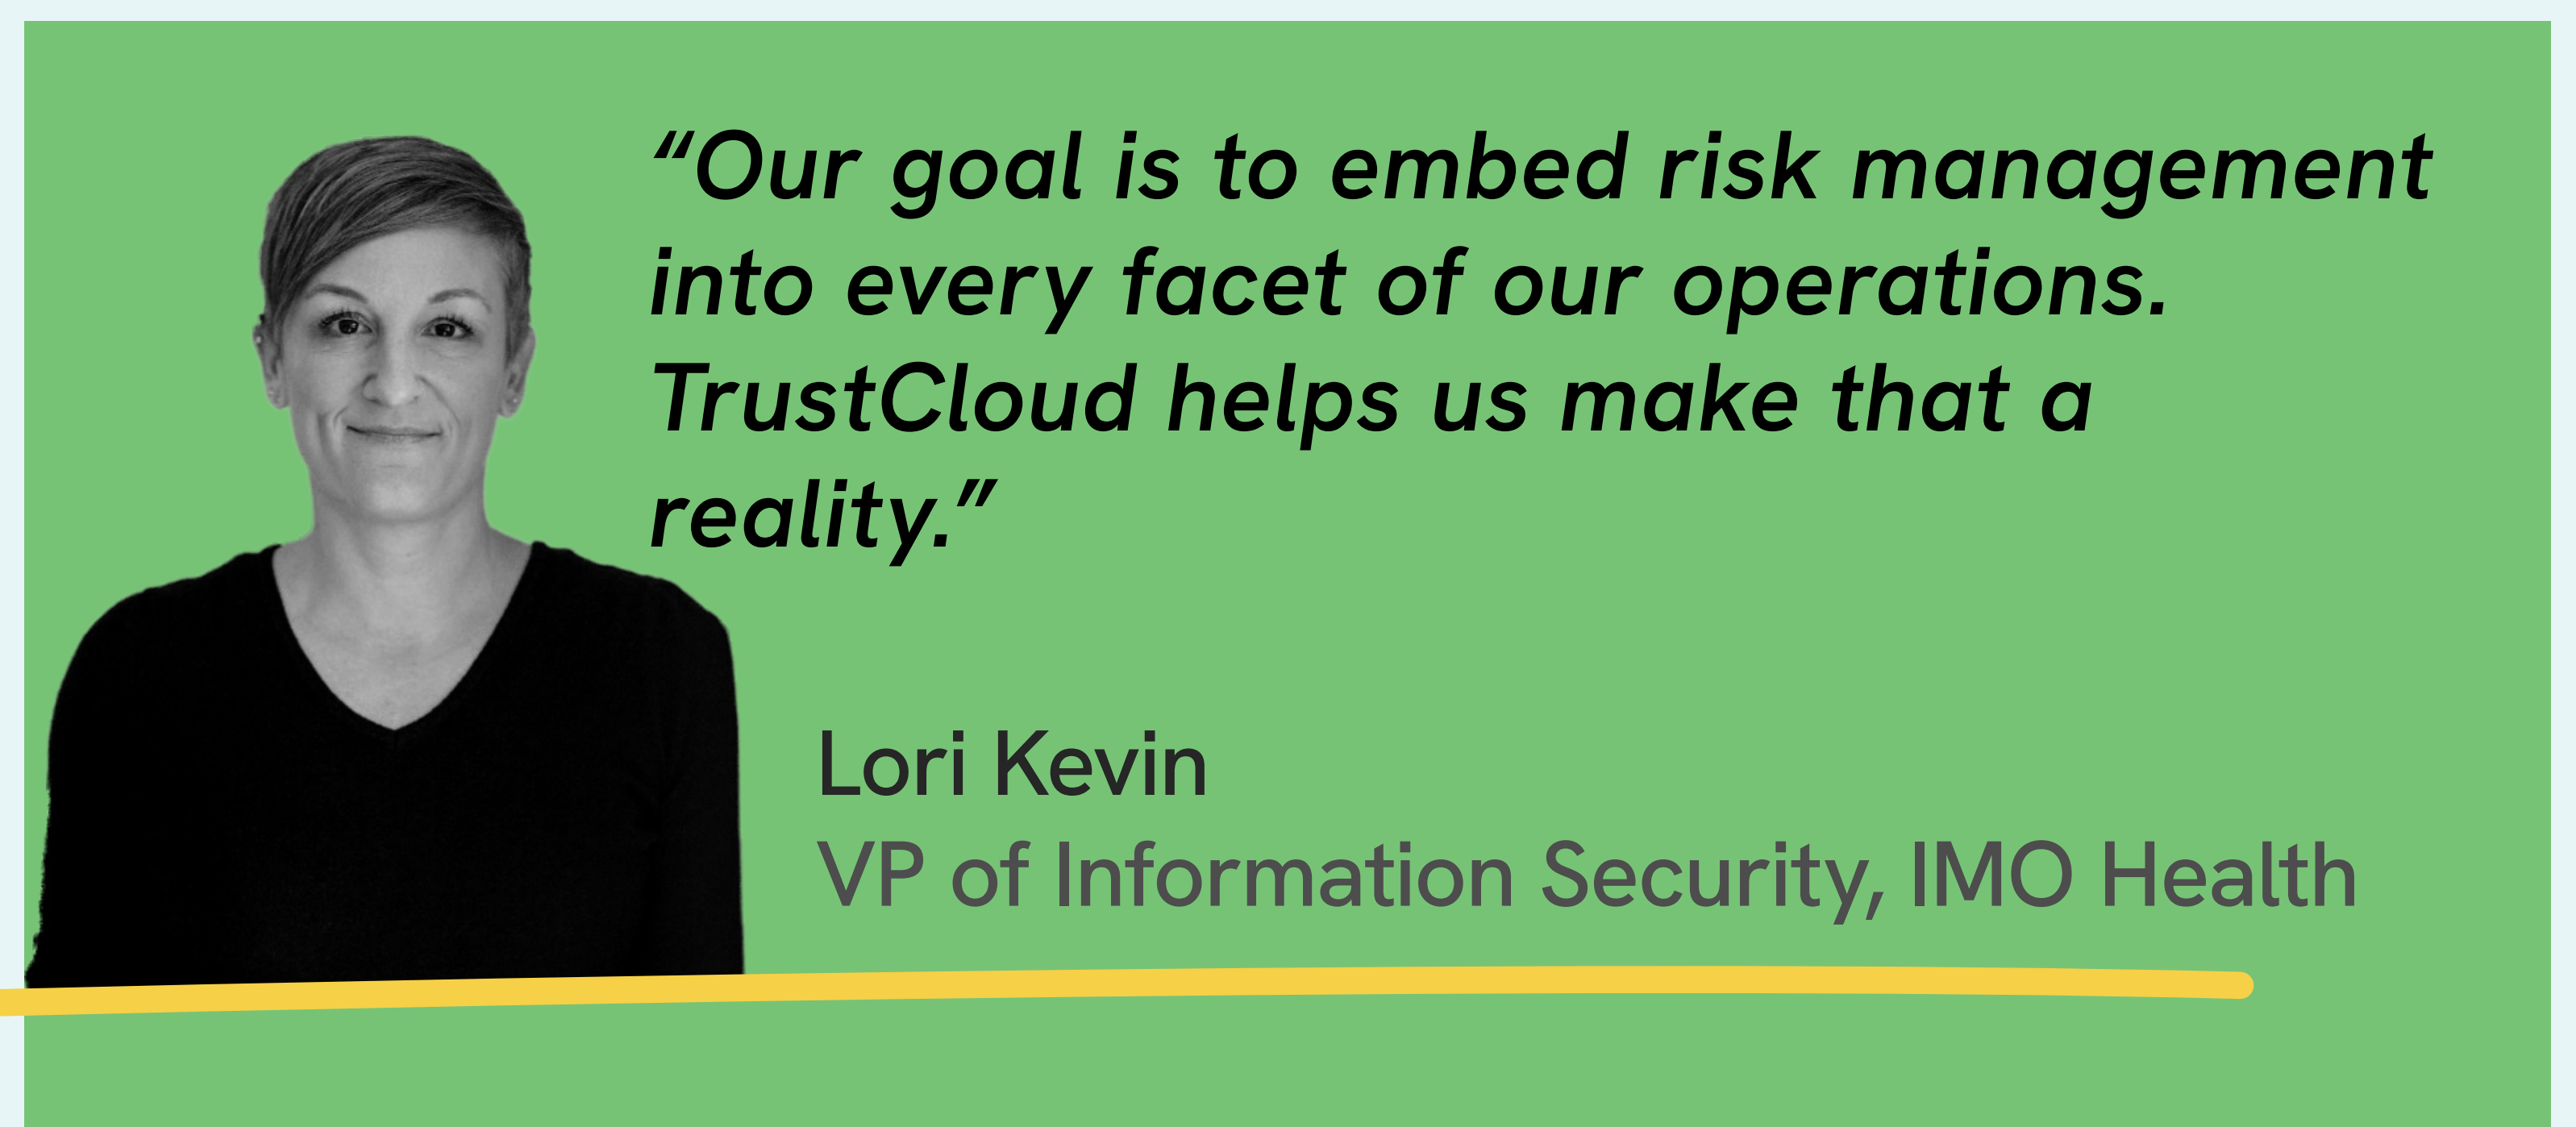 “Our goal is to embed risk management
into every facet of our operations.
TrustCloud helps us make that a
reality.”
Lori Kevin
VP of Information Security, IMO Health